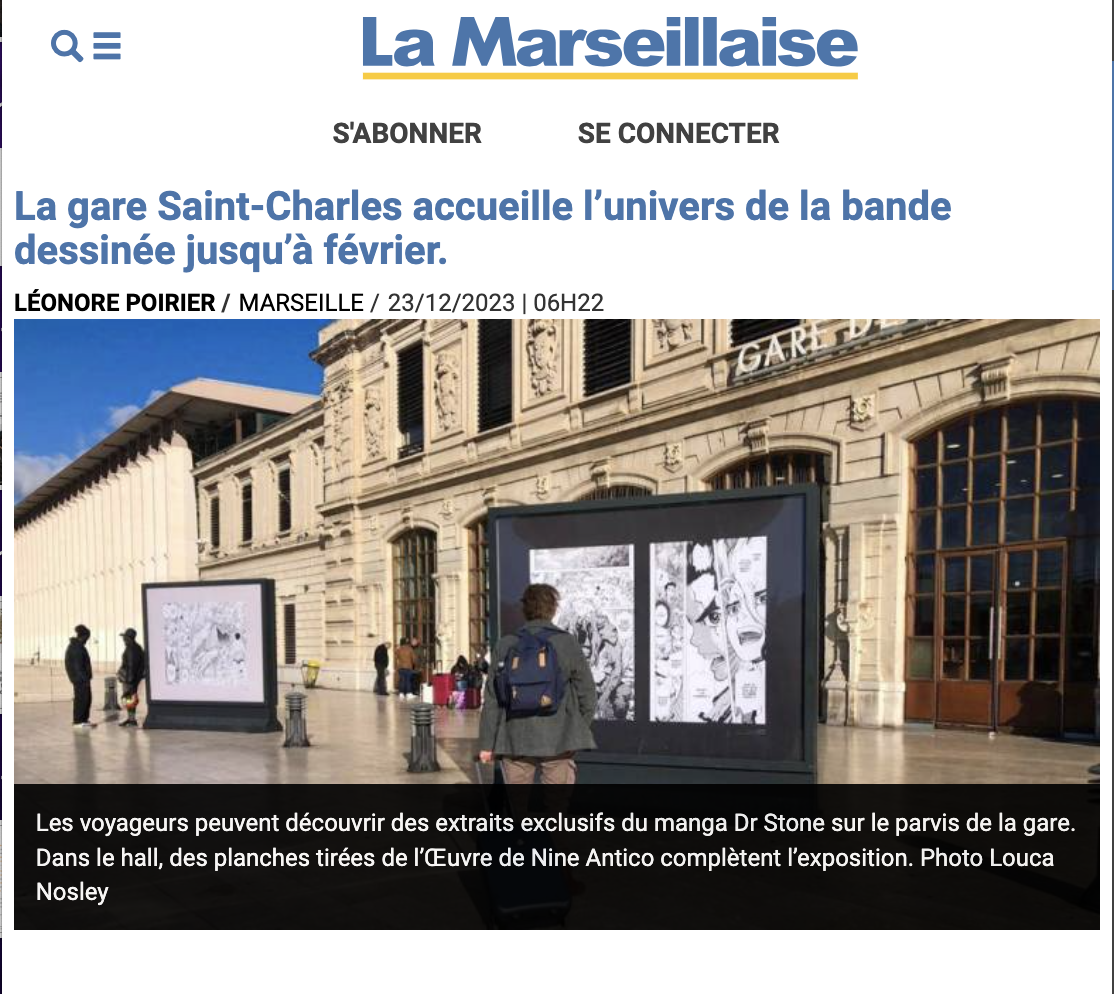 La Marseillaise
S'ABONNER SE CONNECTER
La gare Saint-Charles accueille l’univers de la bande
dessinée jusqu’à février.
LÉONORE POIRIER / MARSEILLE / 23/12/2023 | 06H22
GARE DE
Les voyageurs peuvent découvrir des extraits exclusifs du manga Dr Stone sur le parvis de la gare.
Dans le hall, des planches tirées de l’Œuvre de Nine Antico complètent l’exposition. Photo Louca
Nosley